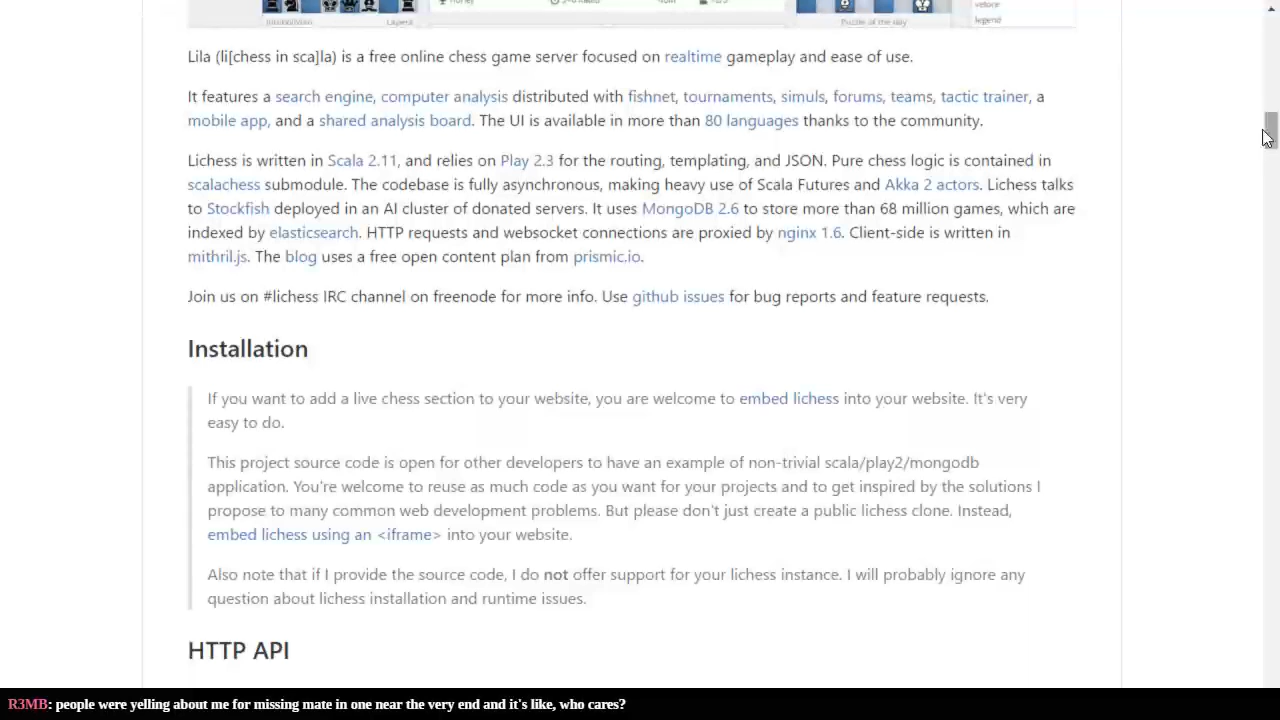 velove
legend
Puzzle of the day
Lila (li[chess in sca]la) is a free online chess game server focused on realtime gameplay and ease of use.
It features a search engine, computer analysis distributed with fishnet, tournaments, simuls, forums, teams, tactic trainer, a
mobile app, and a shared analysis board. The UI is available in more than 80 languages thanks to the community.
Lichess is written in Scala 2.11, and relies on Play 2.3 for the routing, templating, and JSON. Pure chess logic is contained in
scalachess submodule. The codebase is fully asynchronous, making heavy use of Scala Futures and Akka 2 actors. Lichess talks
to Stockfish deployed in an AI cluster of donated servers. It uses MongoDB 2.6 to store more than 68 million games, which are
indexed by elasticsearch. HTTP requests and websocket connections are proxied by nginx 1.6. Client-side is written in
mithril.js. The blog uses a free open content plan from prismic.io.
Join us on #lichess IRC channel on freenode for more info. Use github issues for bug reports and feature requests.
Installation
If you want to add a live chess section to your website, you are welcome to embed lichess into your website. It's very
easy to do.
This project source code is open for other developers to have an example of non-trivial scala/play2/mongodb
application. You're welcome to reuse as much code as you want for your projects and to get inspired by the solutions I
propose to many common web development problems. But please don't just create a public lichess clone. Instead,
embed lichess using an <iframe> into your website.
Also note that if I provide the source code, I do not offer support for your lichess instance. I will probably ignore any
question about lichess installation and runtime issues.
HTTP API
R3MB: people were yelling about me for missing mate in one near the very end and it's like, who cares?